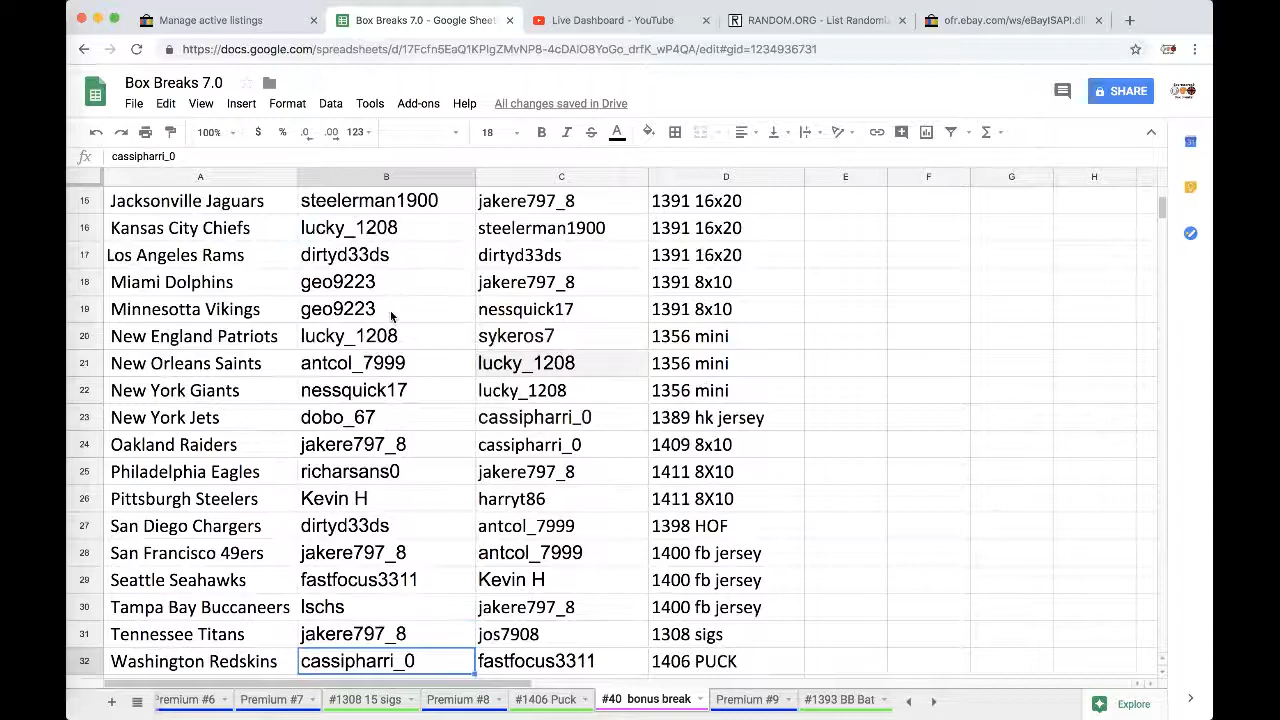 Manage active listings × Box Breaks 7.0 - Google Sheet × Live Dashboard - YouTube × RANDOM.ORG - List Randomi × ofr.ebay.com/ws/eBayISAPI.dl ×
https://docs.google.com/spreadsheets/d/17Fcfn5EaQ1KPIgZMvNP8-4cDAIO8YoGo_drfK_wP4QA/edit#gid=1234936731
Box Breaks 7.0
File Edit View Insert Format Data Tools Add-ons Help All changes saved in Drive
SHARE
100% $ % .0 .00 123 18 B I S A
fx cassipharri_0
A B C D E F G H
15 Jacksonville Jaguars steelerman1900 jakere797_8 1391 16x20
16 Kansas City Chiefs lucky_1208 steelerman1900 1391 16x20
17 Los Angeles Rams dirtyd33ds dirtyd33ds 1391 16x20
18 Miami Dolphins geo9223 jakere797_8 1391 8x10
19 Minnesotta Vikings geo9223 nessquick17 1391 8x10
20 New England Patriots lucky_1208 sykeros7 1356 mini
21 New Orleans Saints antcol_7999 lucky_1208 1356 mini
22 New York Giants nessquick17 lucky_1208 1356 mini
23 New York Jets dobo_67 cassipharri_0 1389 hk jersey
24 Oakland Raiders jakere797_8 cassipharri_0 1409 8x10
25 Philadelphia Eagles richarsans0 jakere797_8 1411 8X10
26 Pittsburgh Steelers Kevin H harryt86 1411 8X10
27 San Diego Chargers dirtyd33ds antcol_7999 1398 HOF
28 San Francisco 49ers jakere797_8 antcol_7999 1400 fb jersey
29 Seattle Seahawks fastfocus3311 Kevin H 1400 fb jersey
30 Tampa Bay Buccaneers lschs jakere797_8 1400 fb jersey
31 Tennessee Titans jakere797_8 jos7908 1308 sigs
32 Washington Redskins cassipharri_0 fastfocus3311 1406 PUCK
Premium #6 Premium #7 #1308 15 sigs Premium #8 #1406 Puck #40 bonus break Premium #9 #1393 BB Bat Explore